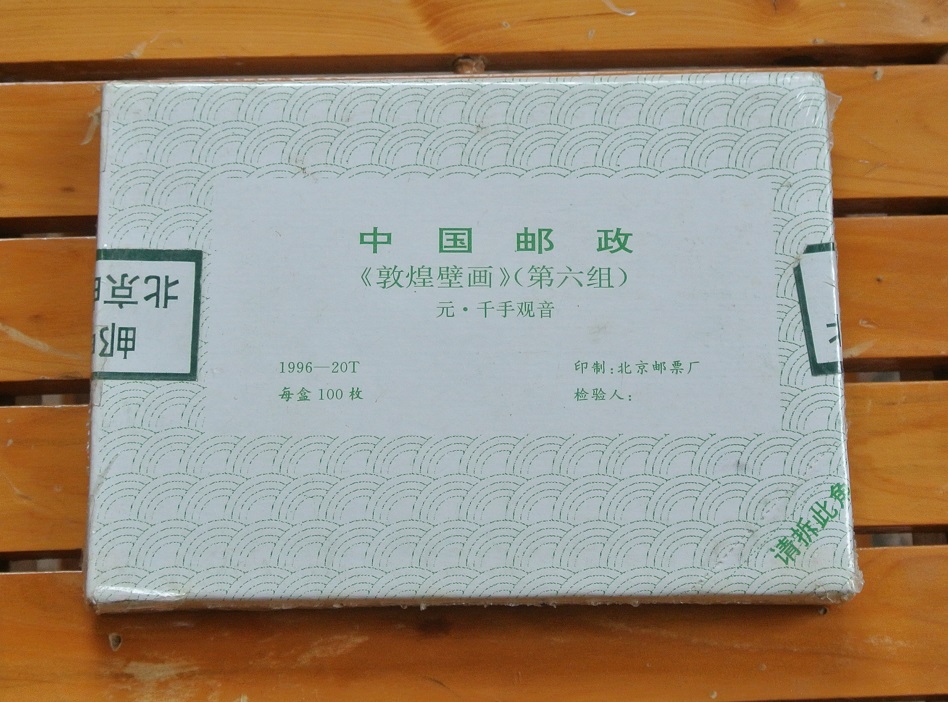 中国邮政
《敦煌壁画》(第六组)
元·千手观音
1996—20T
每盒100枚
印制:北京邮票厂
检验人:
北京
邮
请拆此角